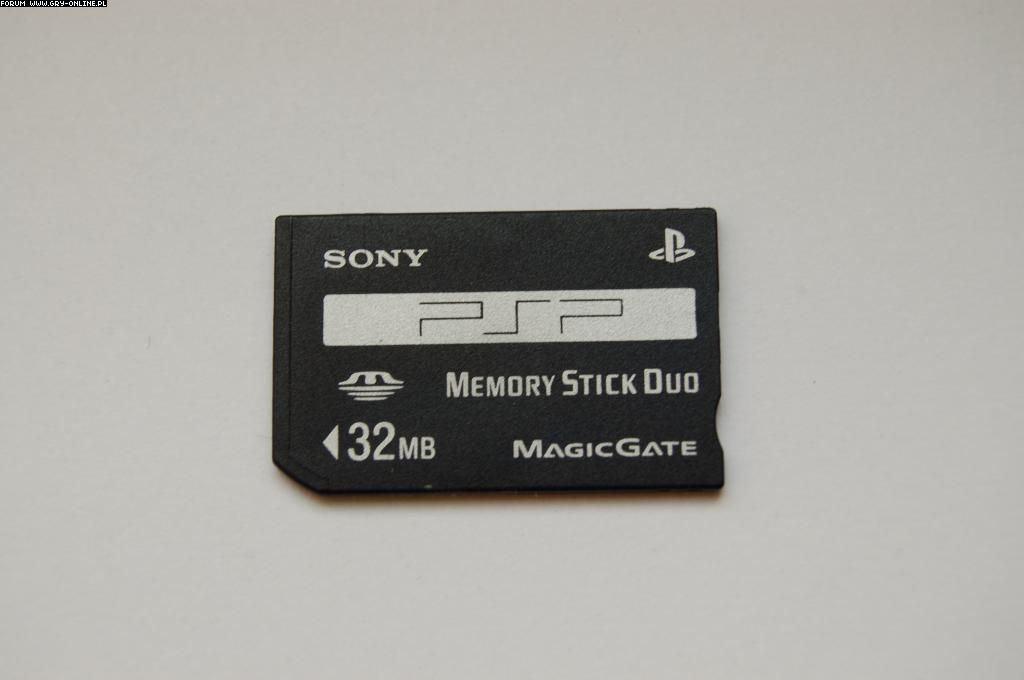 FORUM WWW.GRY-ONLINE.PL
SONY
PSP
MEMORY STICK DUO
32MB
MAGICGATE